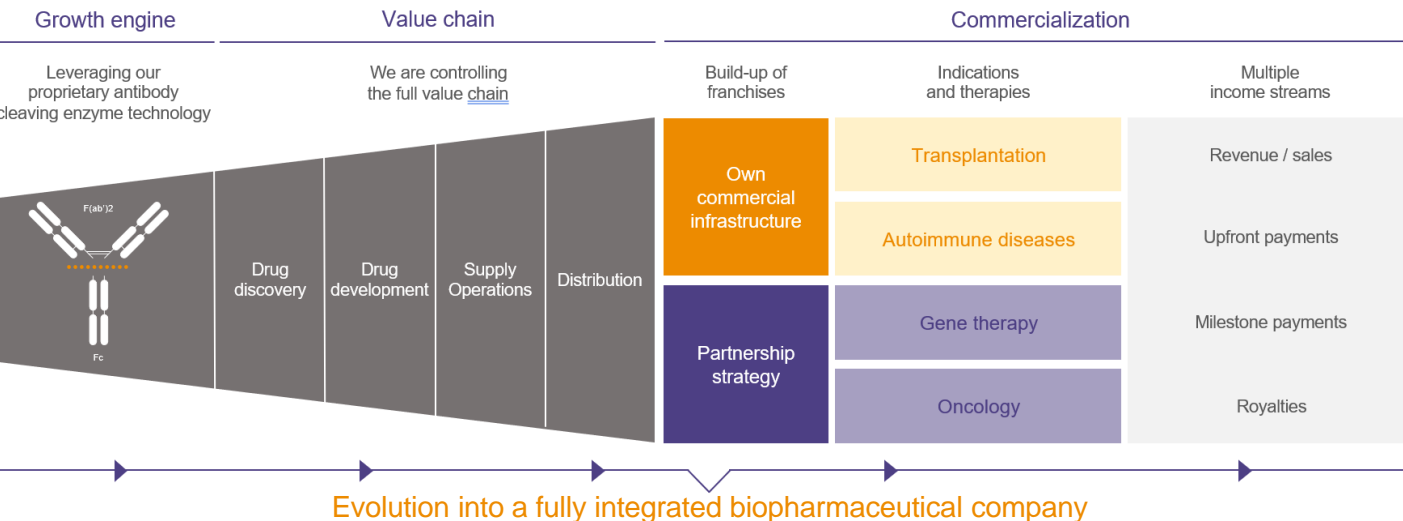 Growth engine
Value chain
Commercialization
Leveraging our
proprietary antibody
cleaving enzyme technology
We are controlling
the full value chain
Build-up of
franchises
Indications
and therapies
Multiple
income streams
F(ab')2
Fc
Drug
discovery
Drug
development
Supply
Operations
Distribution
Own
commercial
infrastructure
Partnership
strategy
Transplantation
Autoimmune diseases
Gene therapy
Oncology
Revenue / sales
Upfront payments
Milestone payments
Royalties
Evolution into a fully integrated biopharmaceutical company